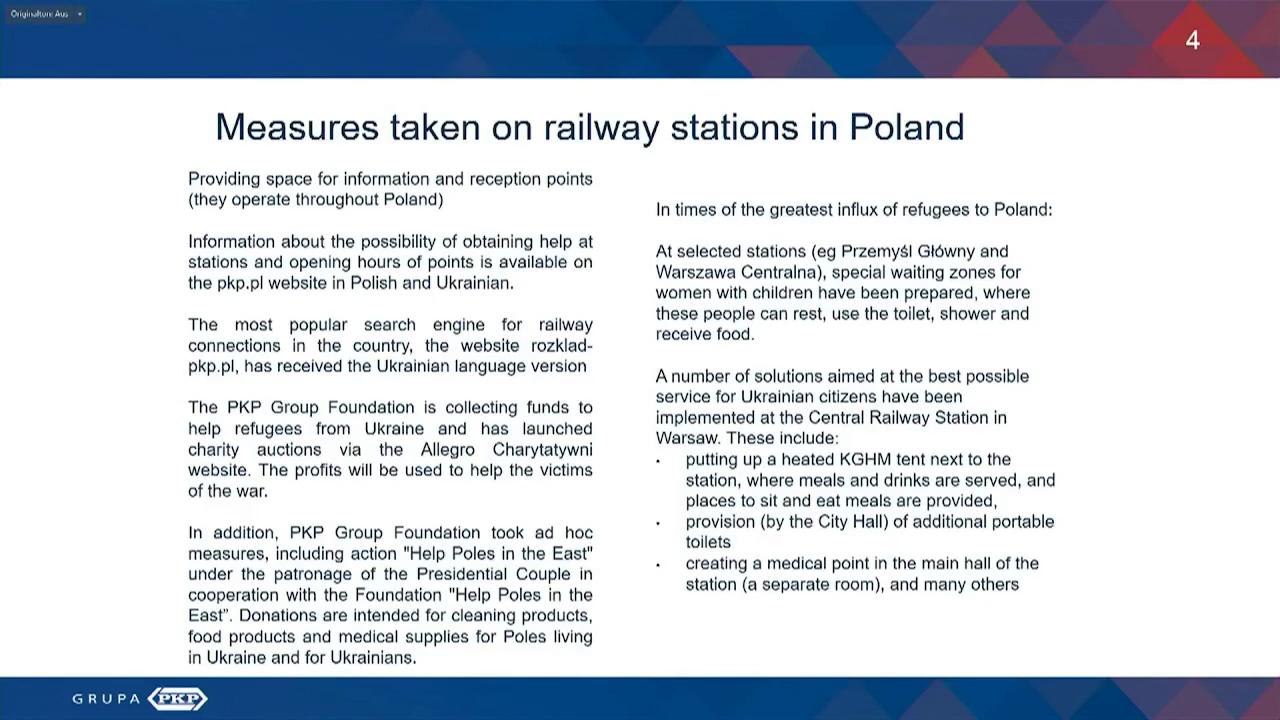 Originalton: Aus
4
Measures taken on railway stations in Poland
Providing space for information and reception points
(they operate throughout Poland)
Information about the possibility of obtaining help at
stations and opening hours of points is available on
the pkp.pl website in Polish and Ukrainian.
The most popular search engine for railway
connections in the country, the website rozklad-
pkp.pl, has received the Ukrainian language version
The PKP Group Foundation is collecting funds to
help refugees from Ukraine and has launched
charity auctions via the Allegro Charytatywni
website. The profits will be used to help the victims
of the war.
In addition, PKP Group Foundation took ad hoc
measures, including action "Help Poles in the East"
under the patronage of the Presidential Couple in
cooperation with the Foundation "Help Poles in the
East”. Donations are intended for cleaning products,
food products and medical supplies for Poles living
in Ukraine and for Ukrainians.
In times of the greatest influx of refugees to Poland:
At selected stations (eg Przemyśl Główny and
Warszawa Centralna), special waiting zones for
women with children have been prepared, where
these people can rest, use the toilet, shower and
receive food.
A number of solutions aimed at the best possible
service for Ukrainian citizens have been
implemented at the Central Railway Station in
Warsaw. These include:
· putting up a heated KGHM tent next to the
station, where meals and drinks are served, and
places to sit and eat meals are provided,
· provision (by the City Hall) of additional portable
toilets
· creating a medical point in the main hall of the
station (a separate room), and many others
GRUPA PKP